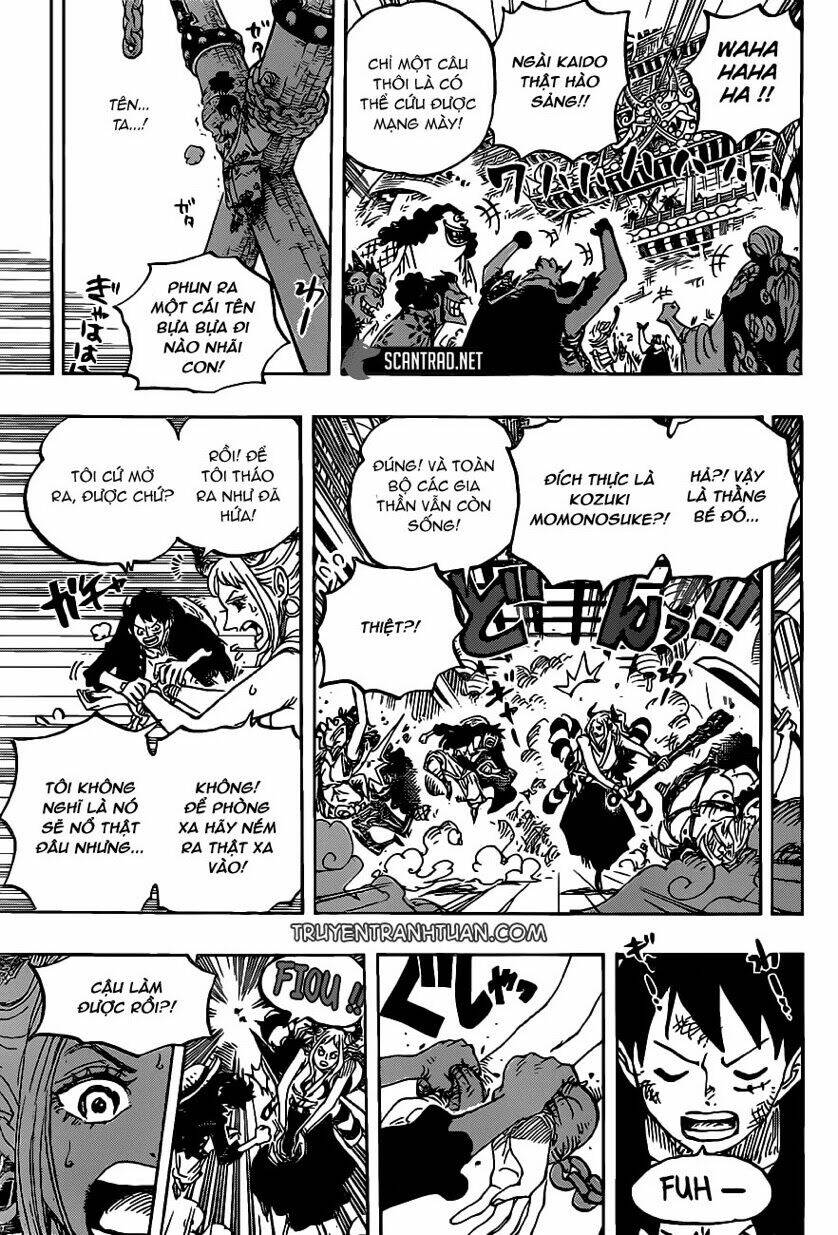 WAHA
HAHA
HA !!
NGÀI KAIDO
THẬT HÀO
SẢNG!!
CHỈ MỘT CÂU
THÔI LÀ CÓ
THỂ CỨU ĐƯỢC
MẠNG MÀY!
SCANTRAD.NET
TÊN...
TA...!
PHUN RA
MỘT CÁI TÊN
BỰA BỰA ĐI
NÀO NHÃI
CON!
HẢ?! VẬY
LÀ THẰNG
BÉ ĐÓ...
ĐÍCH THỰC LÀ
KOZUKI
MOMONOSUKE?!
ĐÚNG! VÀ TOÀN
BỘ CÁC GIA
THẦN VẪN CÒN
SỐNG!
THIỆT?!
RỒI! ĐỂ
TÔI THÁO
RA NHƯ ĐÃ
HỨA!
TÔI CỨ MỞ
RA, ĐƯỢC CHỨ?
KHÔNG!
ĐỀ PHÒNG
XA HÃY NÉM
RA THẬT XA
VÀO!
TÔI KHÔNG
NGHĨ LÀ NÓ
SẼ NỔ THẬT
ĐÂU NHƯNG...
TRUYENTRANHTUAN.COM
FUH —
FIOU !!
CẬU LÀM
ĐƯỢC RỒI?!